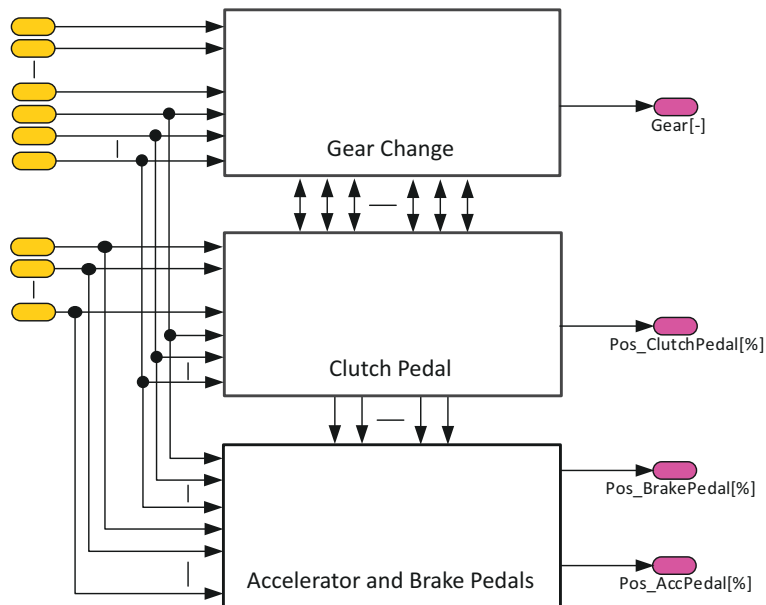 Gear Change
Gear[-]
Clutch Pedal
Pos_ClutchPedal[%]
Accelerator and Brake Pedals
Pos_BrakePedal[%]
Pos_AccPedal[%]